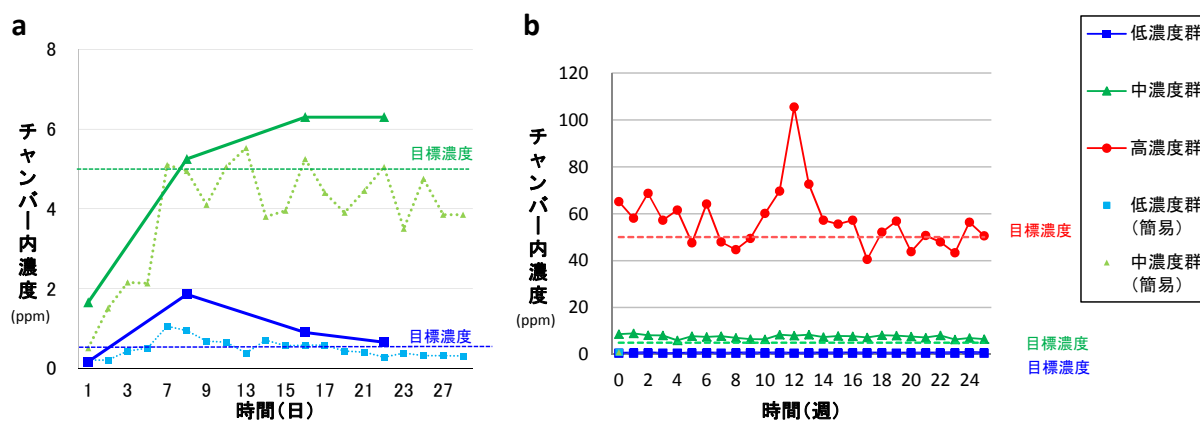 a
8
6
4
2
0
チャンバー内濃度
(ppm)
目標濃度
目標濃度
1 3 5 7 9 11 13 15 17 19 21 23 25 27
時間(日)
b
120
100
80
60
40
20
0
チャンバー内濃度
(ppm)
目標濃度
目標濃度
目標濃度
0 2 4 6 8 10 12 14 16 18 20 22 24
時間(週)
低濃度群
中濃度群
高濃度群
低濃度群
(簡易)
中濃度群
(簡易)